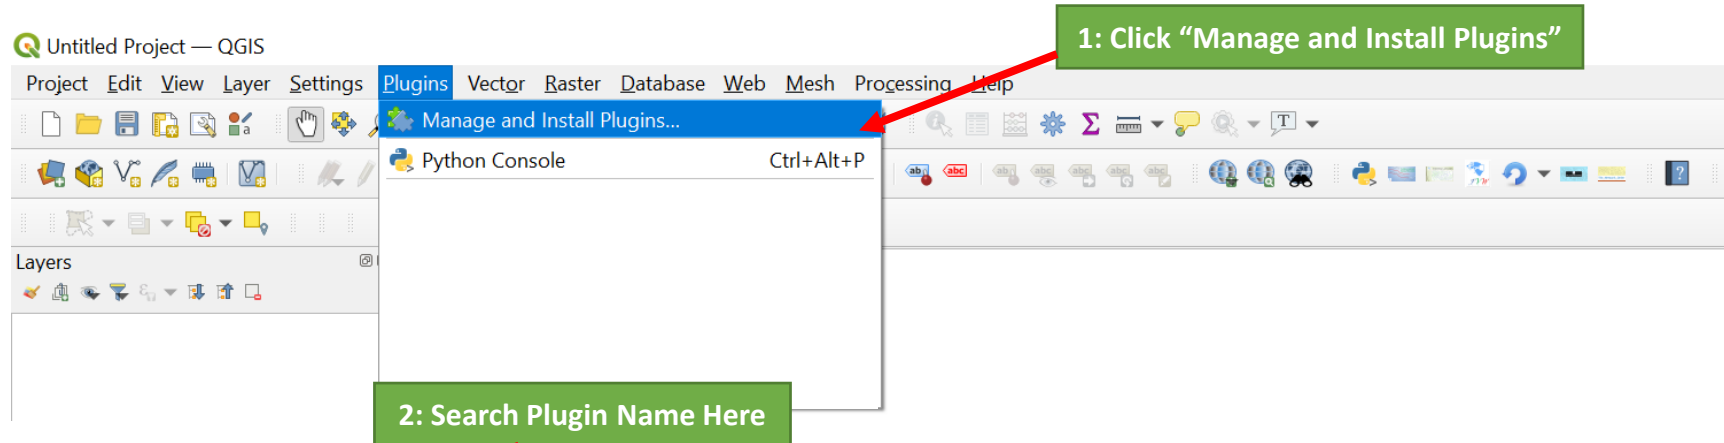 1: Click “Manage and Install Plugins”
Untitled Project — QGIS
Project Edit View Layer Settings Plugins Vector Raster Database Web Mesh Processing Help
Manage and Install Plugins...
Python Console Ctrl+Alt+P
Layers
2: Search Plugin Name Here